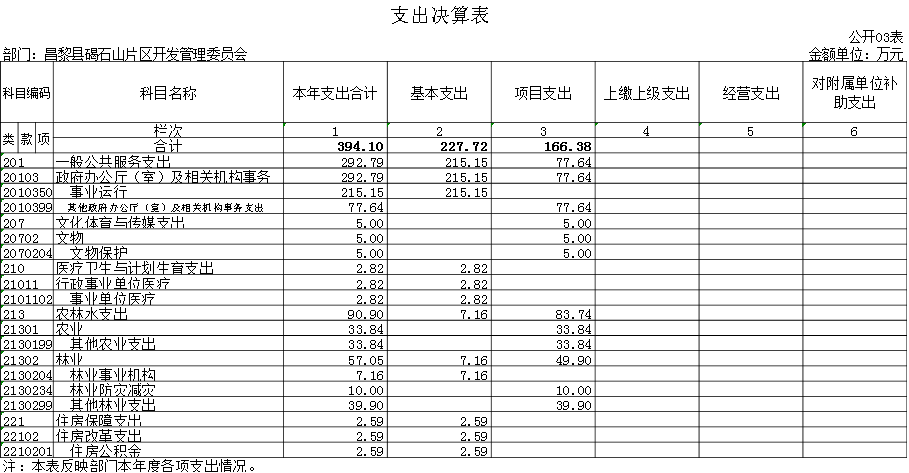 支出决算表
公开03表
部门：昌黎县碣石山片区开发管理委员会 金额单位：万元
科目编码 科目名称 本年支出合计 基本支出 项目支出 上缴上级支出 经营支出 对附属单位补助支出
类 款 项 栏次 1 2 3 4 5 6
合计 394.10 227.72 166.38
201 一般公共服务支出 292.79 215.15 77.64
20103 政府办公厅（室）及相关机构事务 292.79 215.15 77.64
2010350 事业运行 215.15 215.15
2010399 其他政府办公厅（室）及相关机构事务支出 77.64 77.64
207 文化体育与传媒支出 5.00 5.00
20702 文物 5.00 5.00
2070204 文物保护 5.00 5.00
210 医疗卫生与计划生育支出 2.82 2.82
21011 行政事业单位医疗 2.82 2.82
2101102 事业单位医疗 2.82 2.82
213 农林水支出 90.90 7.16 83.74
21301 农业 33.84 33.84
2130199 其他农业支出 33.84 33.84
21302 林业 57.05 7.16 49.90
2130204 林业事业机构 7.16 7.16
2130234 林业防灾减灾 10.00 10.00
2130299 其他林业支出 39.90 39.90
221 住房保障支出 2.59 2.59
22102 住房改革支出 2.59 2.59
2210201 住房公积金 2.59 2.59
注：本表反映部门本年度各项支出情况。